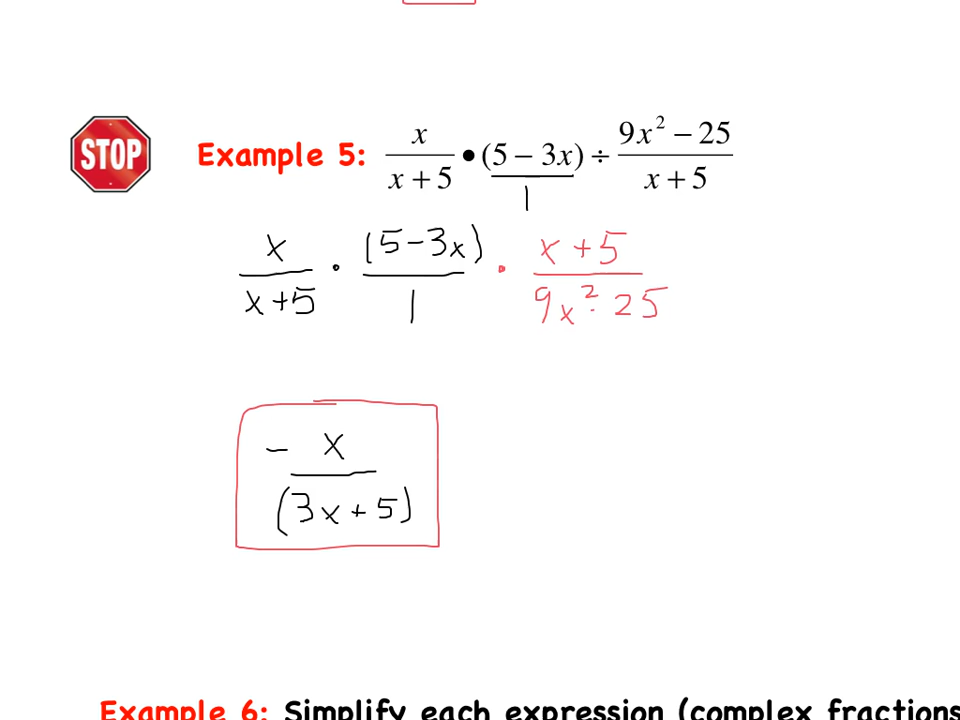 STOP
Example 5: x/(x + 5) • (5 − 3x)/1 ÷ (9x² − 25)/(x + 5)
x/(x+5) · (5-3x)/1 · (x+5)/(9x²-25)
- x/(3x+5)
Example 6: Simplify each expression (complex fractions